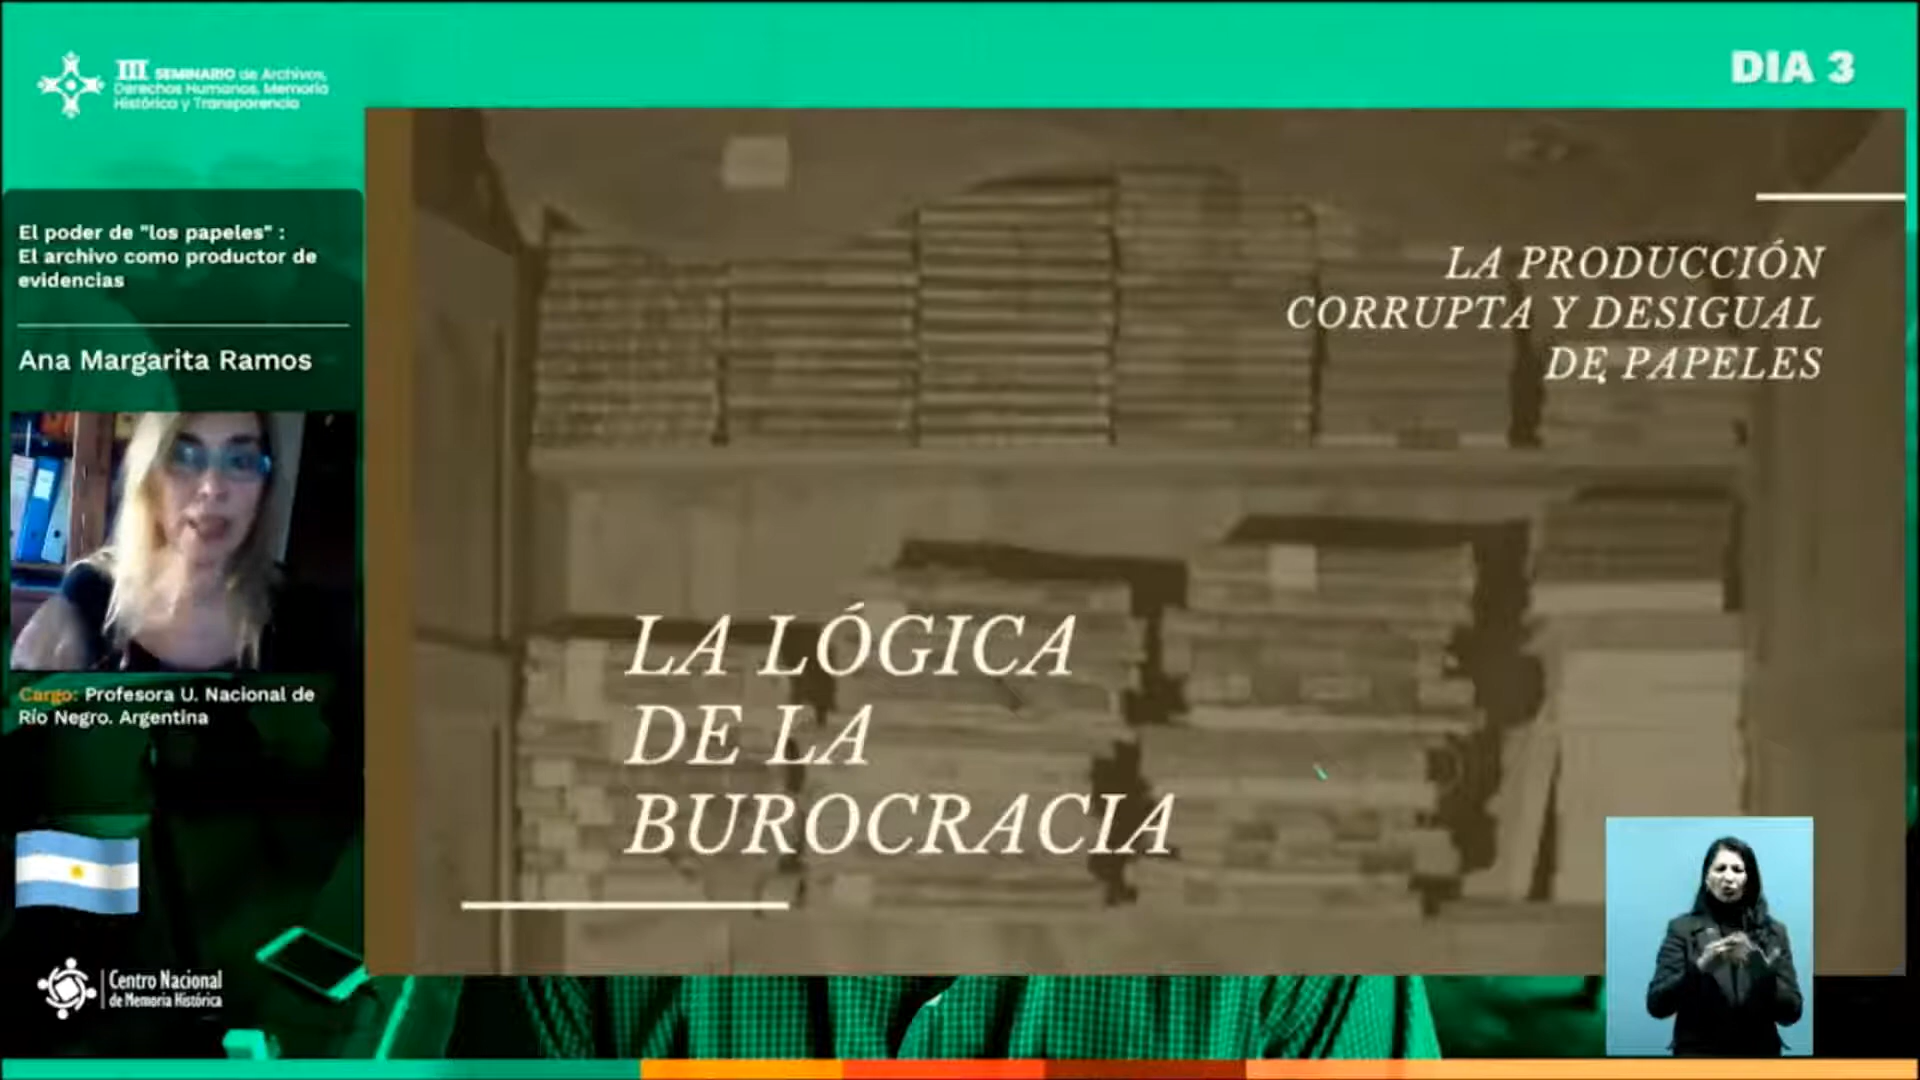 III SEMINARIO de Archivos,
Derechos Humanos, Memoria
Histórica y Transparencia
DIA 3
El poder de "los papeles" :
El archivo como productor de
evidencias
Ana Margarita Ramos
Cargo: Profesora U. Nacional de
Río Negro. Argentina
Centro Nacional
de Memoria Histórica
LA PRODUCCIÓN
CORRUPTA Y DESIGUAL
DE PAPELES
LA LÓGICA
DE LA
BUROCRACIA